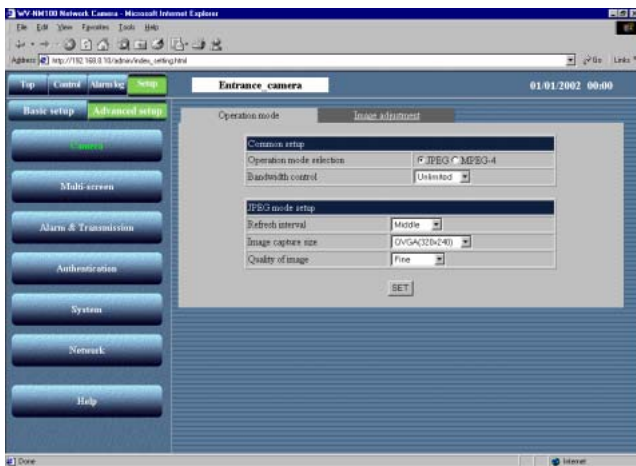 WV-NM100 Network Camera - Microsoft Internet Explorer
File Edit View Favorites Tools Help
Address http://192.168.0.10/admin/index_setting.html Go Links
Top Control Alarm log Setup
Entrance_camera 01/01/2002 00:00
Basic setup Advanced setup
Operation mode Image adjustment
Camera
Common setup
Operation mode selection JPEG MPEG-4
Bandwidth control Unlimited
Multi-screen
JPEG mode setup
Refresh interval Middle
Alarm & Transmission
Image capture size QVGA(320x240)
Quality of image Fine
Authentication
SET
System
Network
Help
Done Internet